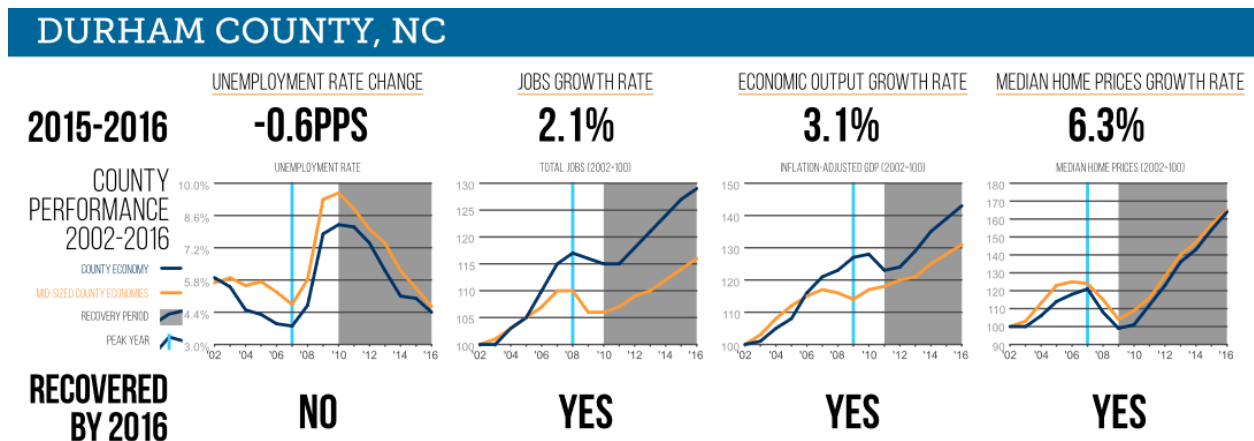 DURHAM COUNTY, NC
UNEMPLOYMENT RATE CHANGE
JOBS GROWTH RATE
ECONOMIC OUTPUT GROWTH RATE
MEDIAN HOME PRICES GROWTH RATE
2015-2016
-0.6PPS
2.1%
3.1%
6.3%
COUNTY
PERFORMANCE
2002-2016
COUNTY ECONOMY
MID-SIZED COUNTY ECONOMIES
RECOVERY PERIOD
PEAK YEAR
UNEMPLOYMENT RATE
10.0%
8.6%
7.2%
5.8%
4.4%
3.0%
'02 '04 '06 '08 '10 '12 '14 '16
TOTAL JOBS (2002=100)
130
125
120
115
110
105
100
'02 '04 '06 '08 '10 '12 '14 '16
INFLATION-ADJUSTED GDP (2002=100)
150
140
130
120
110
100
'02 '04 '06 '08 '10 '12 '14 '16
MEDIAN HOME PRICES (2002=100)
180
170
160
150
140
130
120
110
100
90
'02 '04 '06 '08 '10 '12 '14 '16
RECOVERED
BY 2016
NO
YES
YES
YES